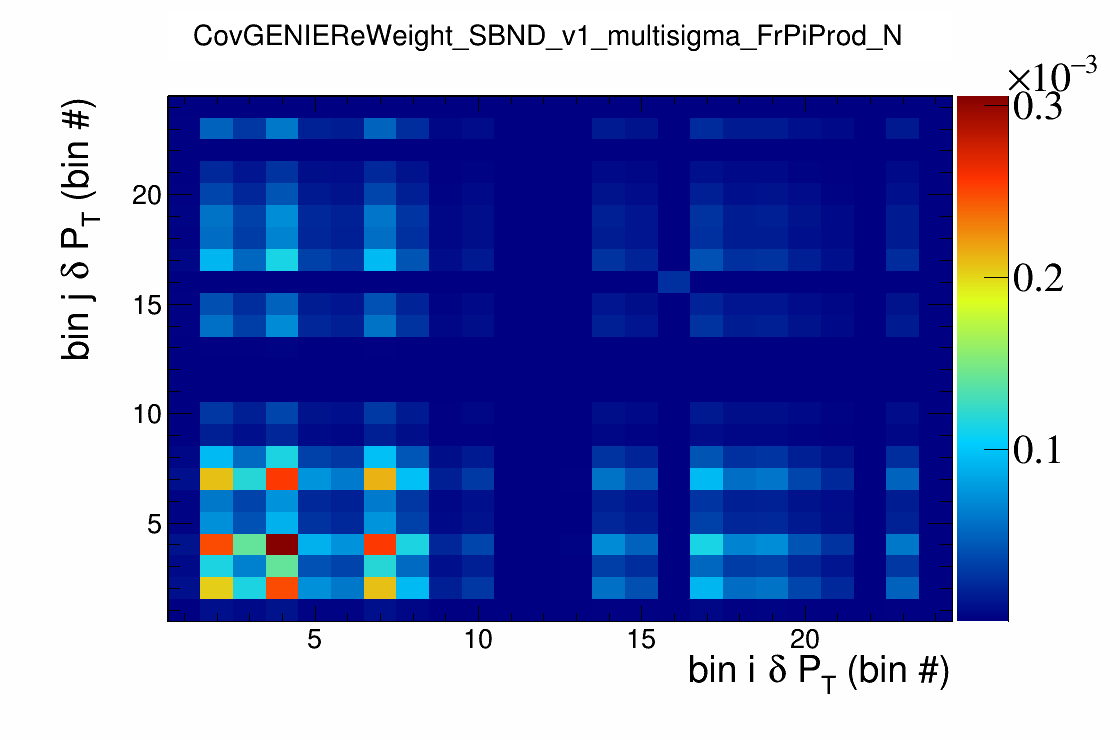 CovGENIEReWeight_SBND_v1_multisigma_FrPiProd_N
×10⁻³
0.3
0.2
0.1
bin j δ P_T (bin #)
20
15
10
5
5 10 15 20
bin i δ P_T (bin #)